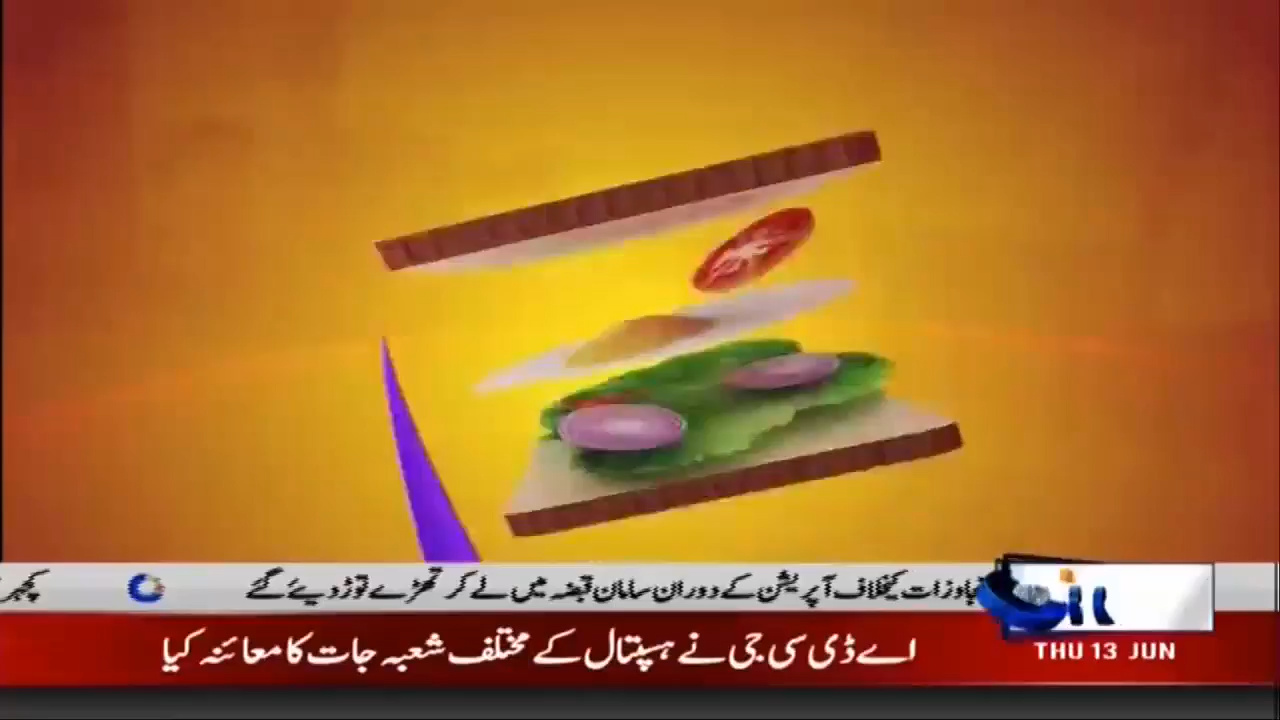 تجاوزات کیخلاف آپریشن کے دوران سامان قبضہ میں لے کر تھڑے توڑ دیئے گئے
اے ڈی سی جی نے ہسپتال کے مختلف شعبہ جات کا معائنہ کیا
THU 13 JUN